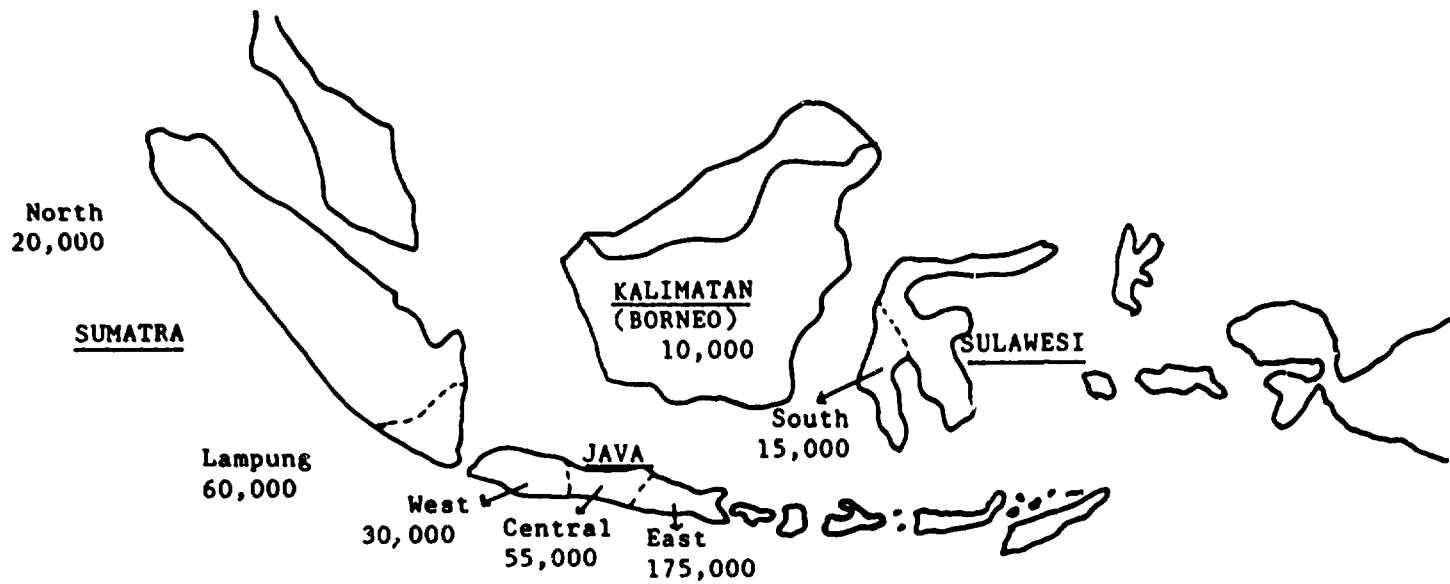 North
20,000
SUMATRA
Lampung
60,000
KALIMATAN
(BORNEO)
10,000
SULAWESI
South
15,000
JAVA
West
30,000
Central
55,000
East
175,000